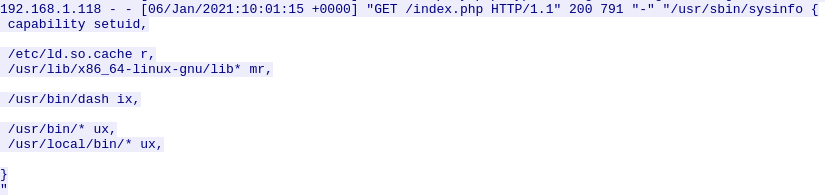 192.168.1.118 - - [06/Jan/2021:10:01:15 +0000] "GET /index.php HTTP/1.1" 200 791 "-" "/usr/sbin/sysinfo {
capability setuid,
/etc/ld.so.cache r,
/usr/lib/x86_64-linux-gnu/lib* mr,
/usr/bin/dash ix,
/usr/bin/* ux,
/usr/local/bin/* ux,
}
"